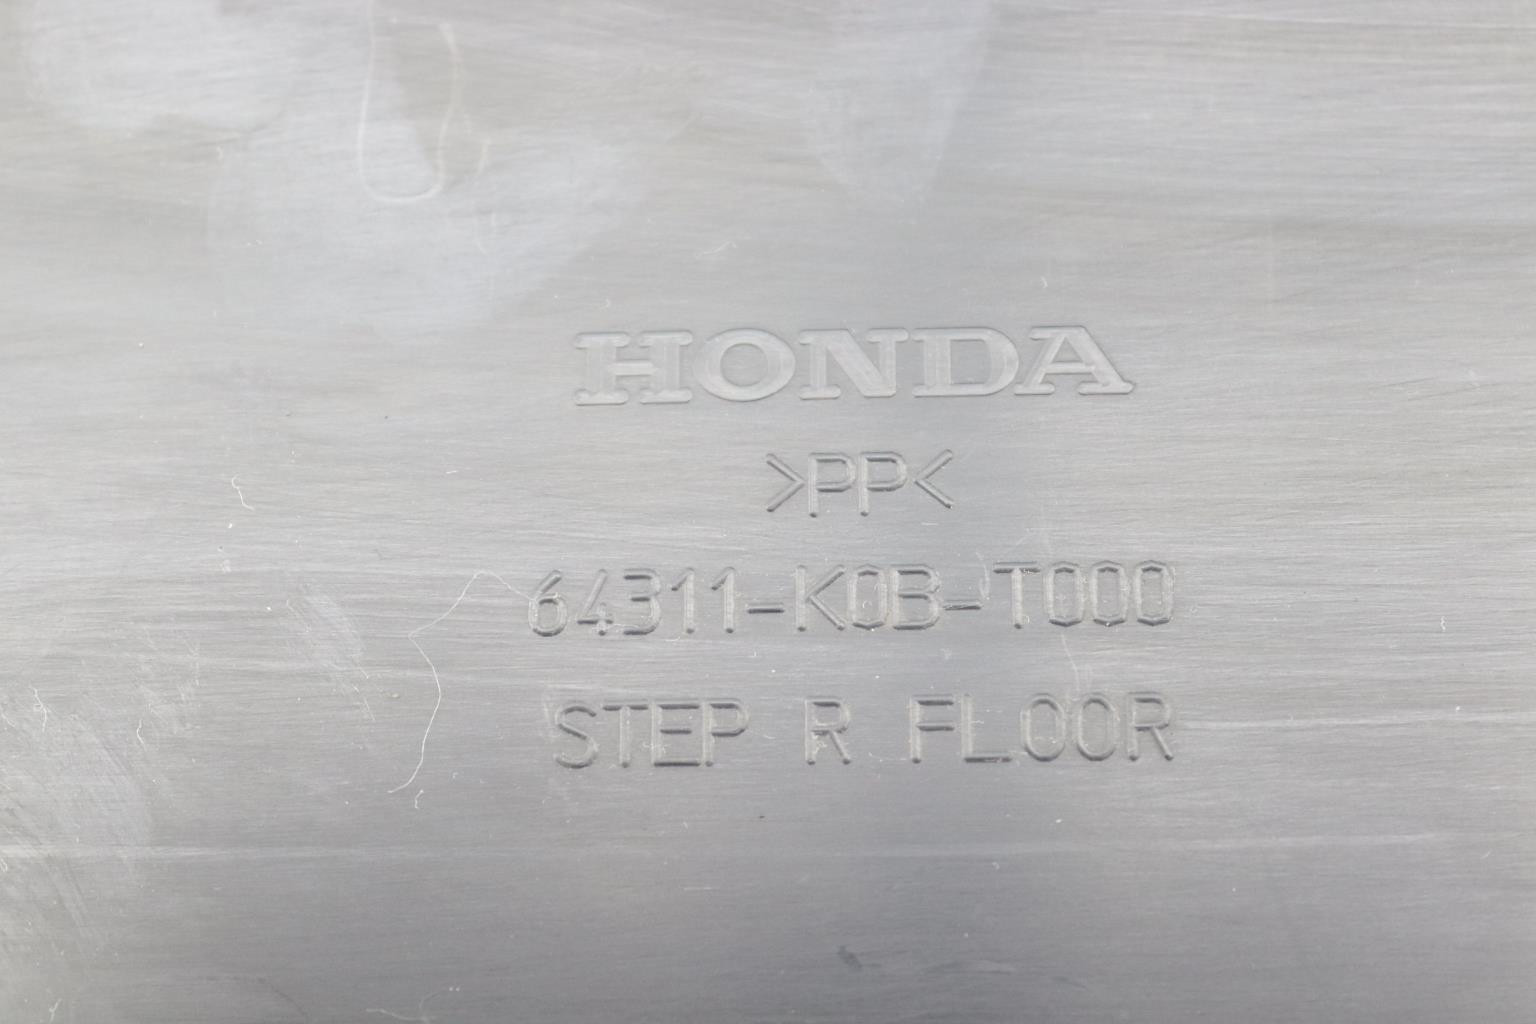 HONDA
>PP<
64311-K0B-T000
STEP R FLOOR